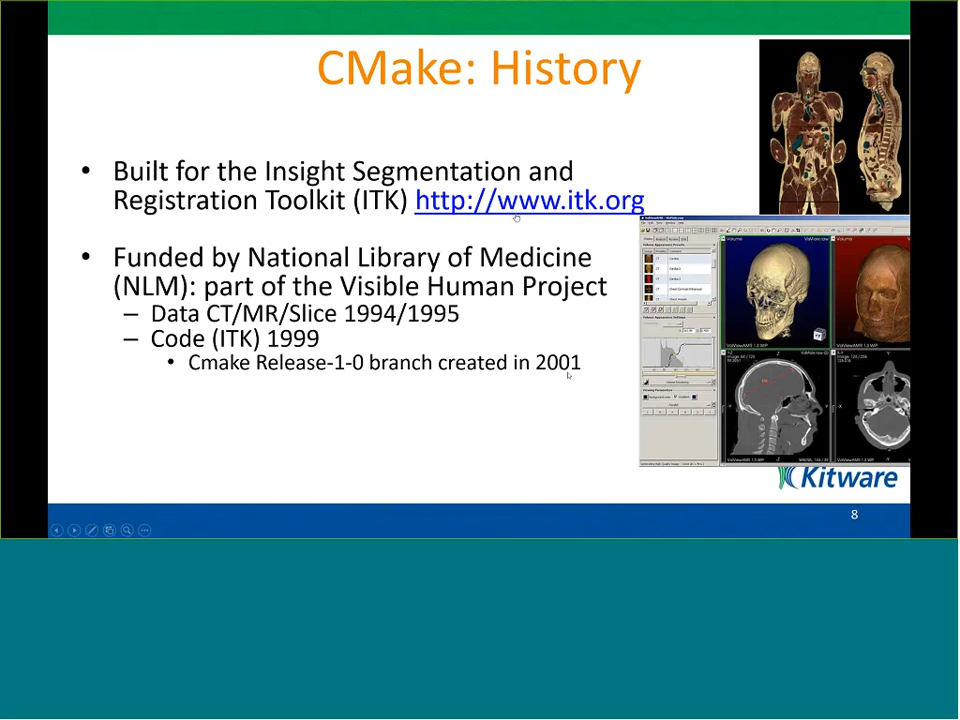 CMake: History
• Built for the Insight Segmentation and
Registration Toolkit (ITK) http://www.itk.org
• Funded by National Library of Medicine
(NLM): part of the Visible Human Project
– Data CT/MR/Slice 1994/1995
– Code (ITK) 1999
• Cmake Release-1-0 branch created in 2001
Kitware
8